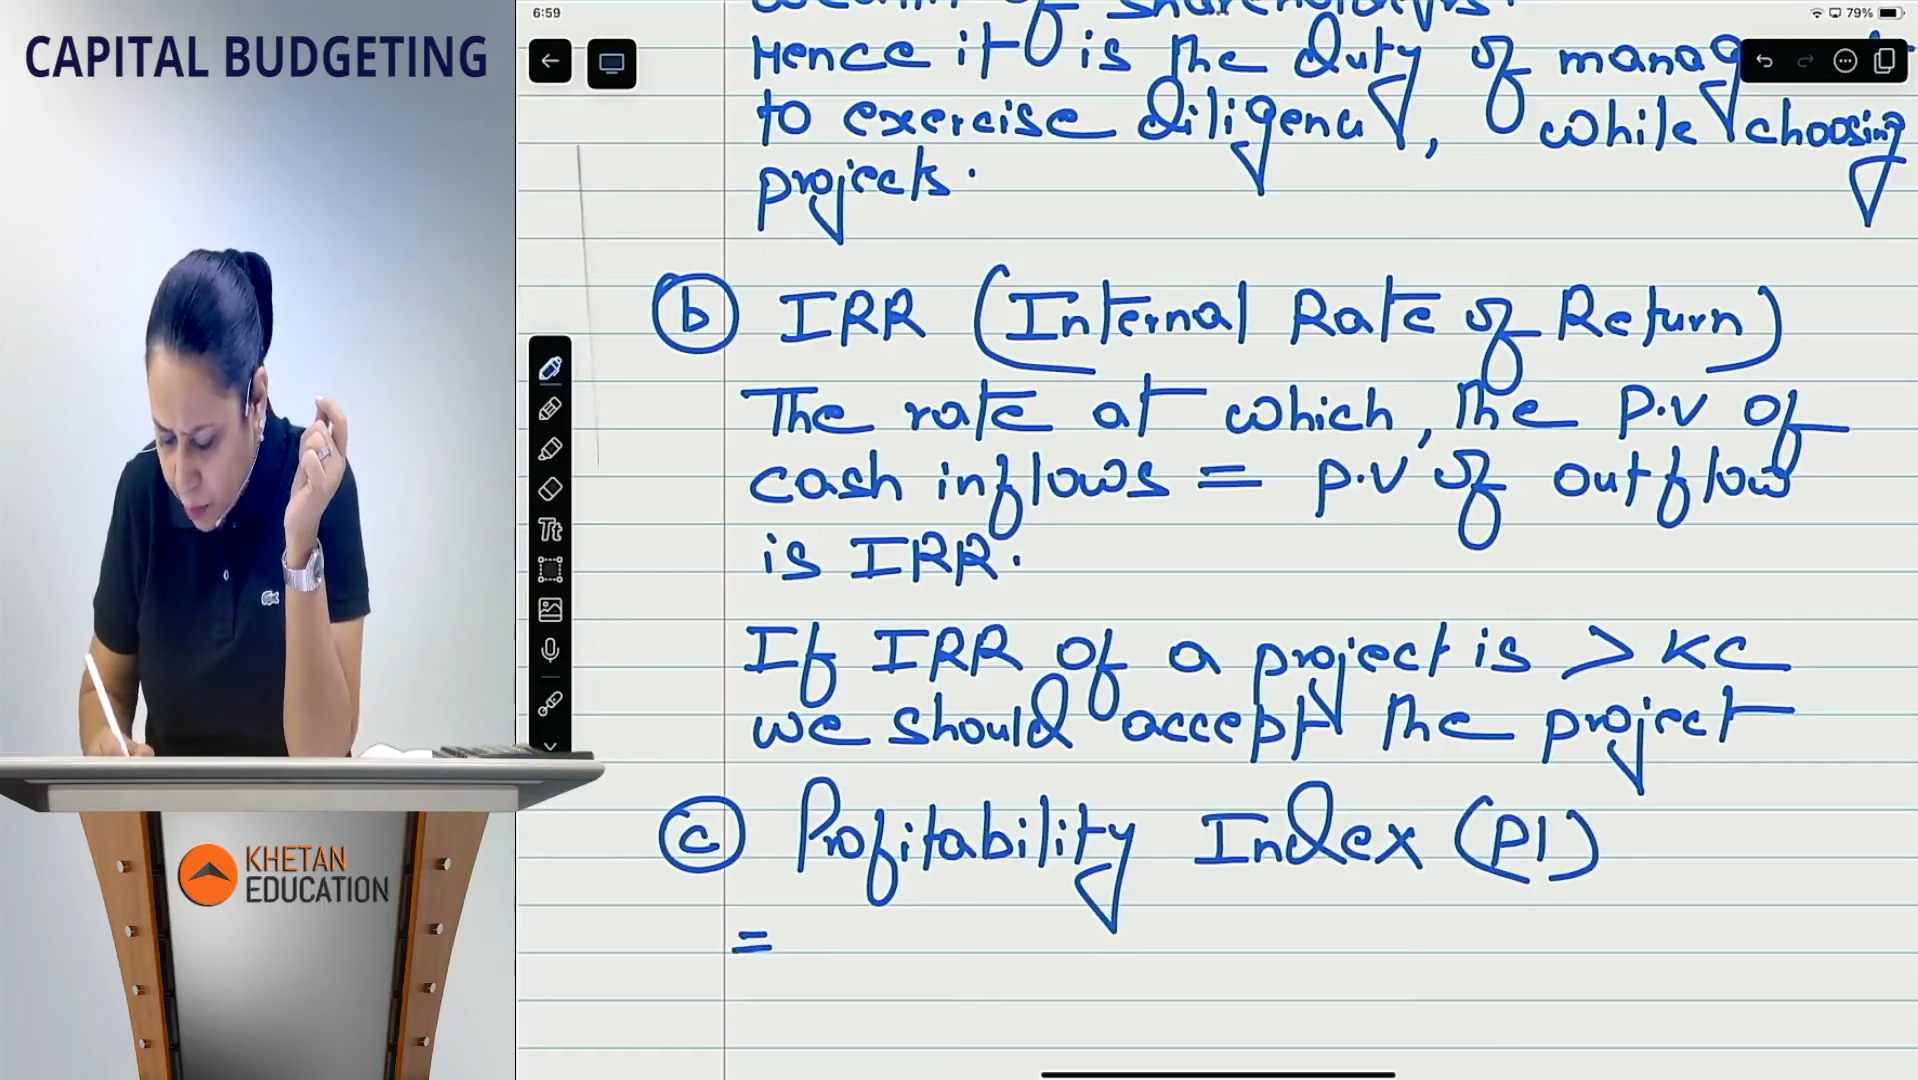 CAPITAL BUDGETING
6:59
79%
Hence it is the duty of
to exercise while choosing
projects.
b IRR (Internal Rate of Return)
The rate at which, the P.V of
cash inflows = P.V of outflow
is IRR.
If IRR of a project is > KC
we should accept the project
c Profitability Index (PI)
=
Tt
KHETAN
EDUCATION